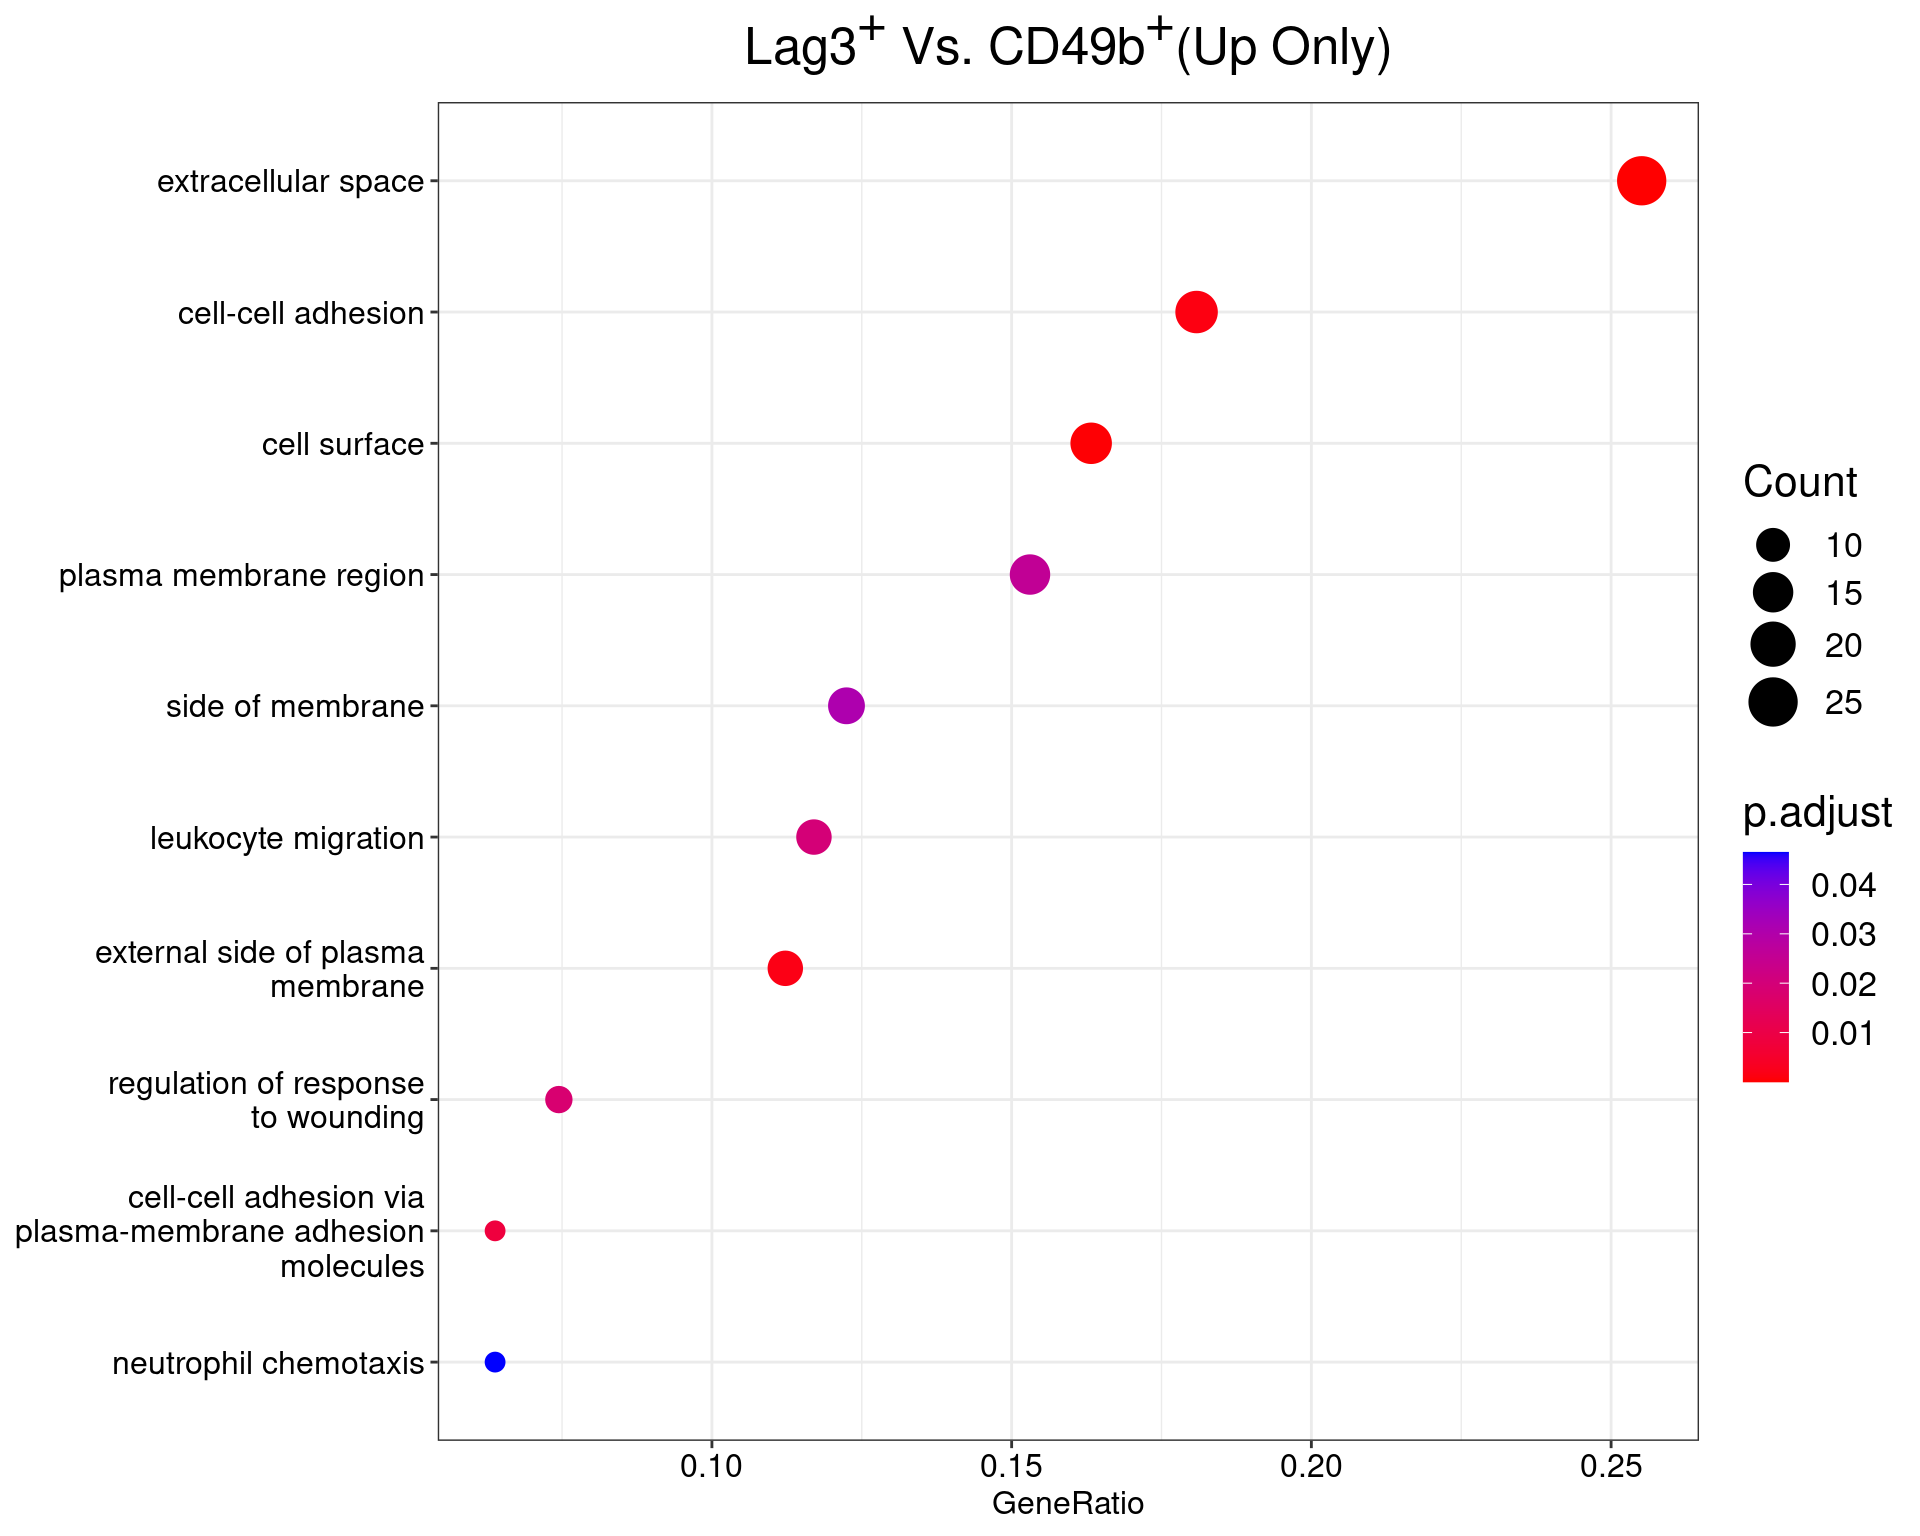 Lag3+ Vs. CD49b+(Up Only)
extracellular space
cell-cell adhesion
cell surface
plasma membrane region
side of membrane
leukocyte migration
external side of plasma
membrane
regulation of response
to wounding
cell-cell adhesion via
plasma-membrane adhesion
molecules
neutrophil chemotaxis
0.10 0.15 0.20 0.25
GeneRatio
Count
10
15
20
25
p.adjust
0.04
0.03
0.02
0.01